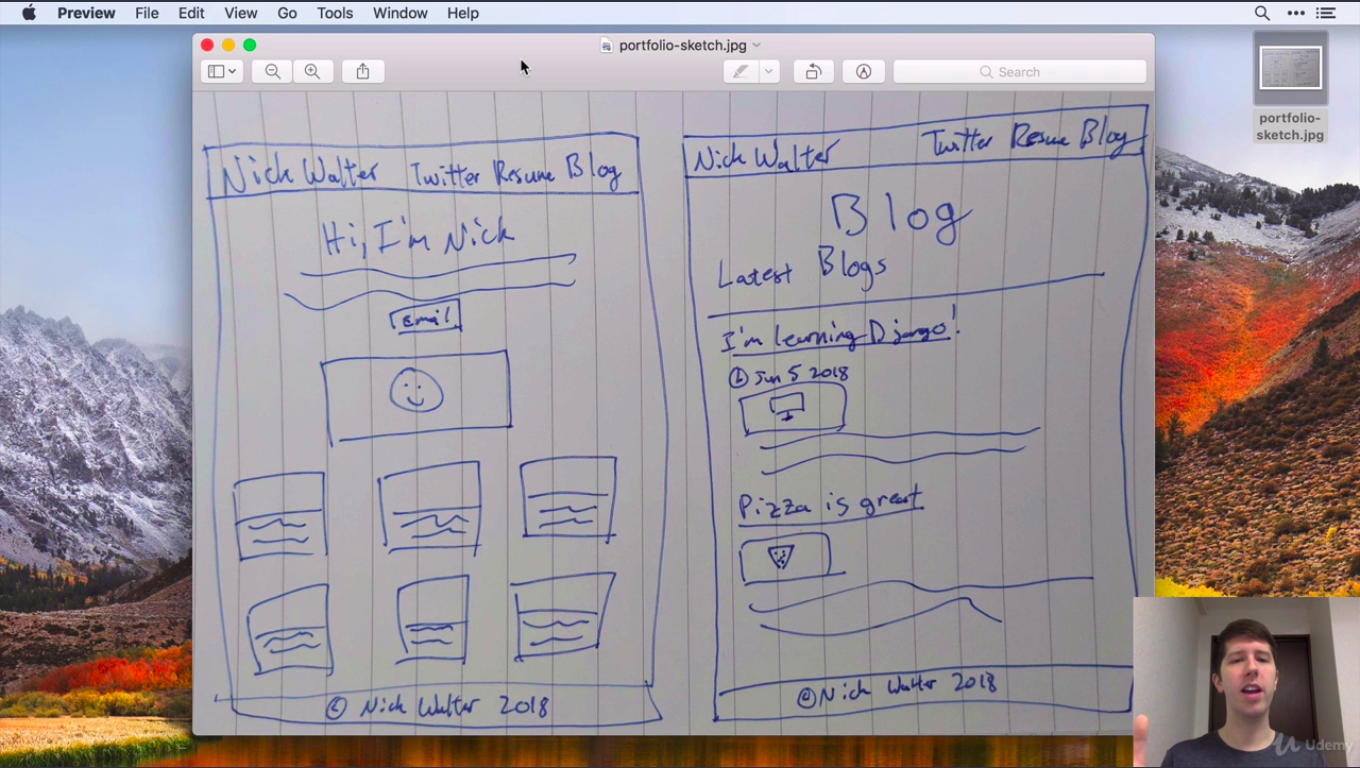 Preview File Edit View Go Tools Window Help
portfolio-sketch.jpg
Search
portfolio-
sketch.jpg
Nick Walter Twitter Resume Blog
Hi, I'm Nick
Email
© Nick Walter 2018
Nick Walter Twitter Resume Blog
Blog
Latest Blogs
I'm learning Django!
Jun 5 2018
Pizza is great
© Nick Walter 2018
Udemy